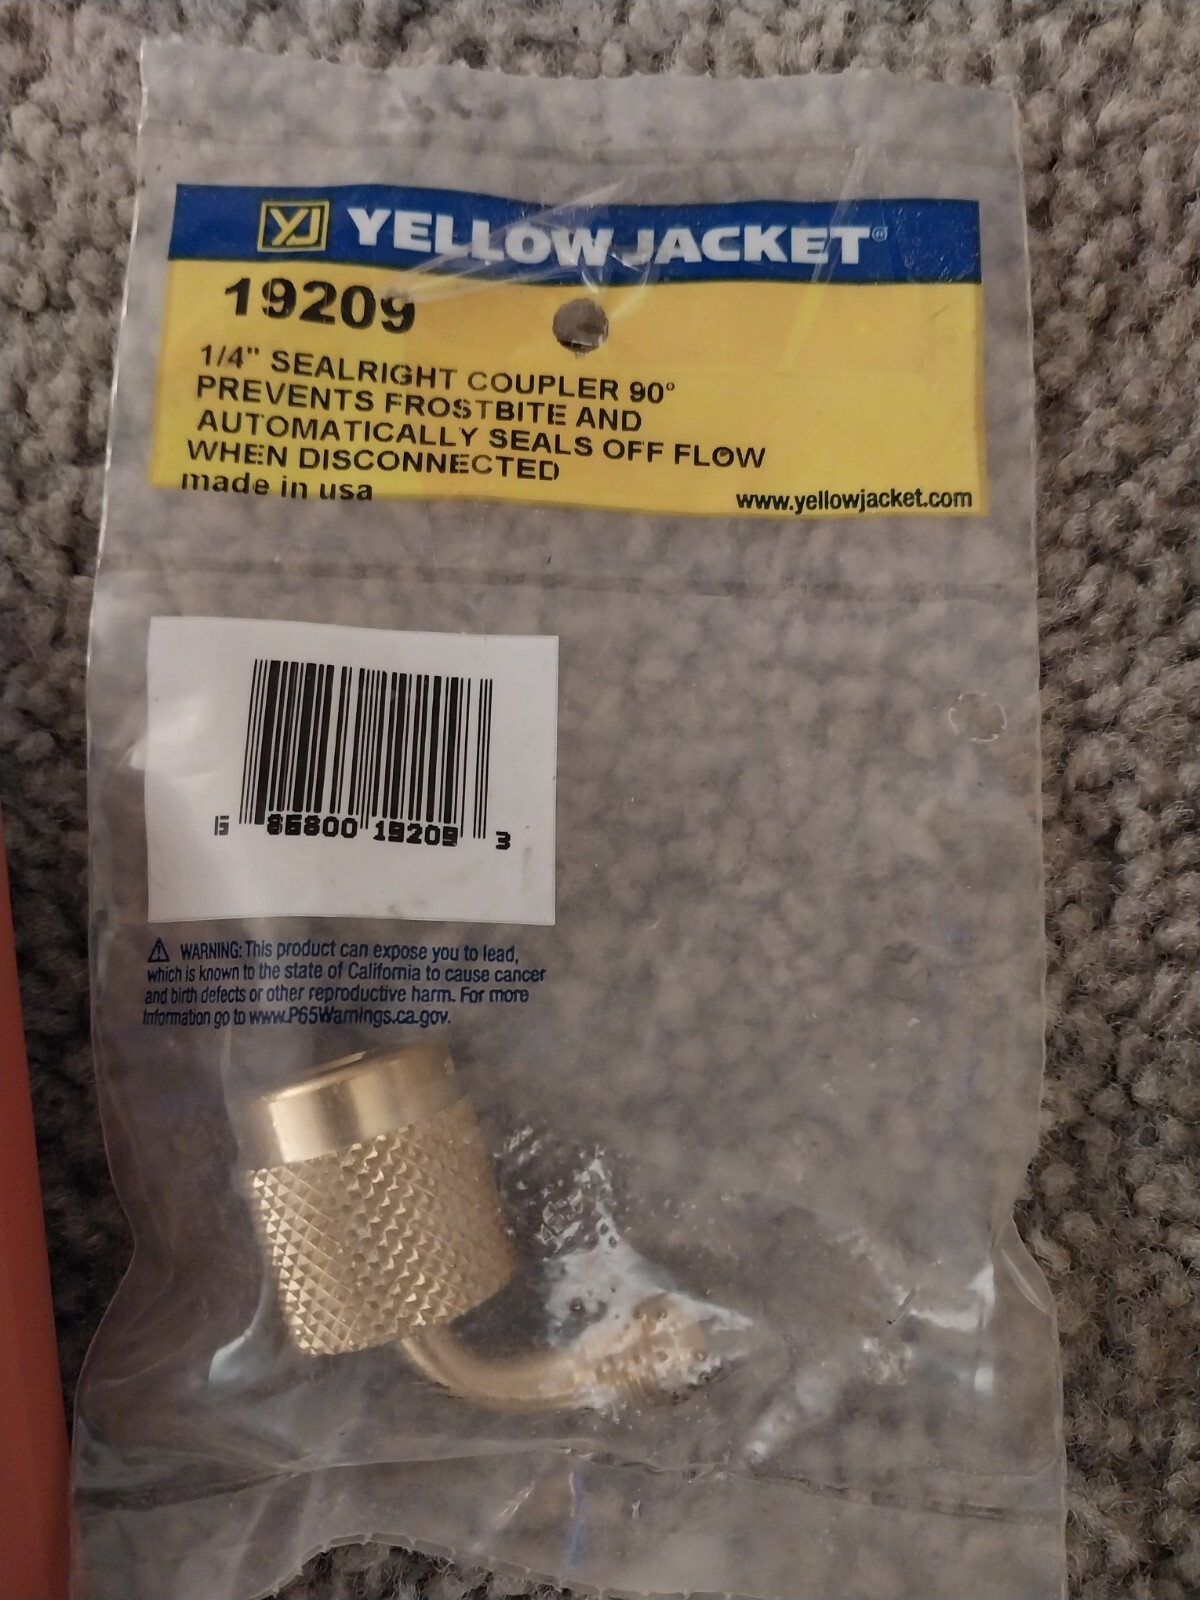 YJ YELLOW JACKET®
19209
1/4" SEALRIGHT COUPLER 90°
PREVENTS FROSTBITE AND
AUTOMATICALLY SEALS OFF FLOW
WHEN DISCONNECTED
made in usa
www.yellowjacket.com
6 86800 19209 3
WARNING: This product can expose you to lead,
which is known to the state of California to cause cancer
and birth defects or other reproductive harm. For more
information go to www.P65Warnings.ca.gov.